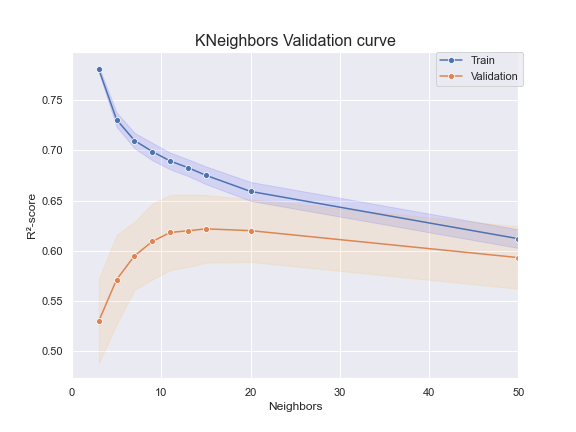 KNeighbors Validation curve
Train
Validation
0.75
0.70
0.65
0.60
0.55
0.50
R²-score
0 10 20 30 40 50
Neighbors